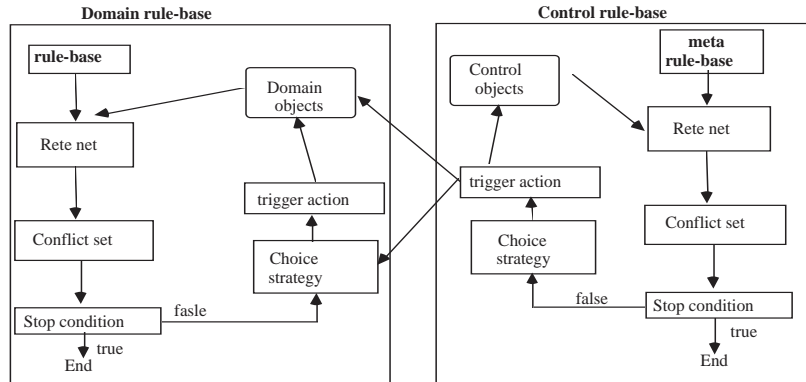 Domain rule-base
rule-base
Domain
objects
Rete net
trigger action
Conflict set
Choice
strategy
Stop condition
fasle
true
End
Control rule-base
meta
rule-base
Control
objects
Rete net
trigger action
Conflict set
Choice
strategy
false
Stop condition
true
End